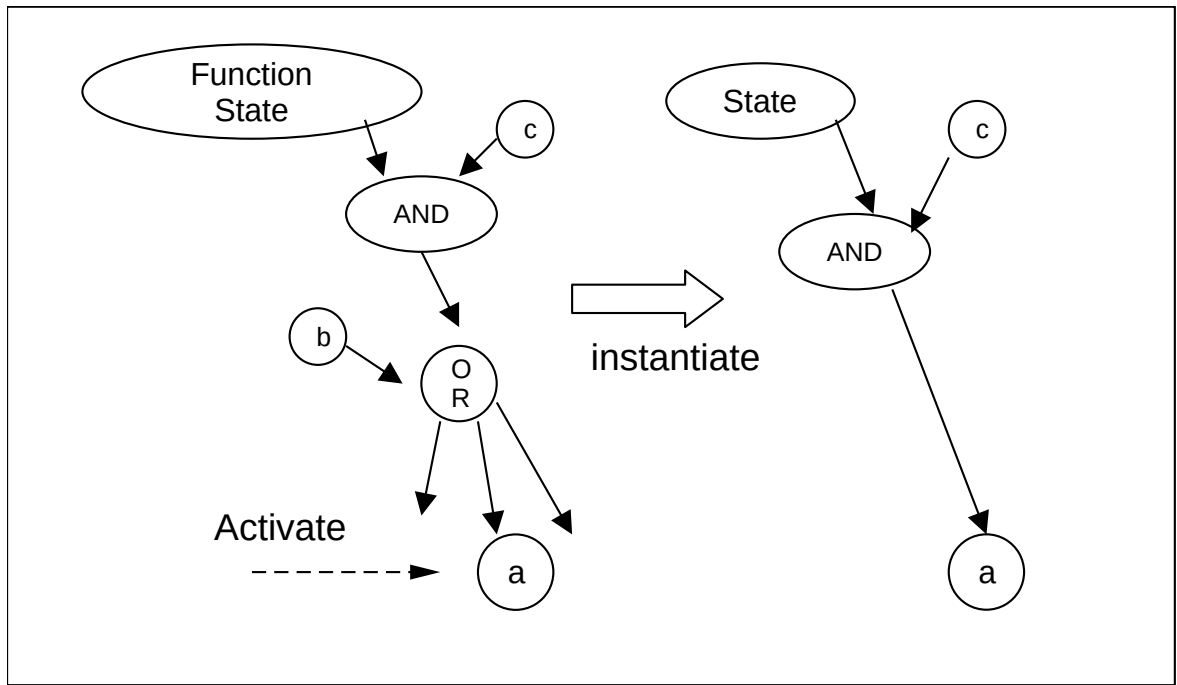 Function
State
c
AND
b
O
R
Activate
a
instantiate
State
c
AND
a